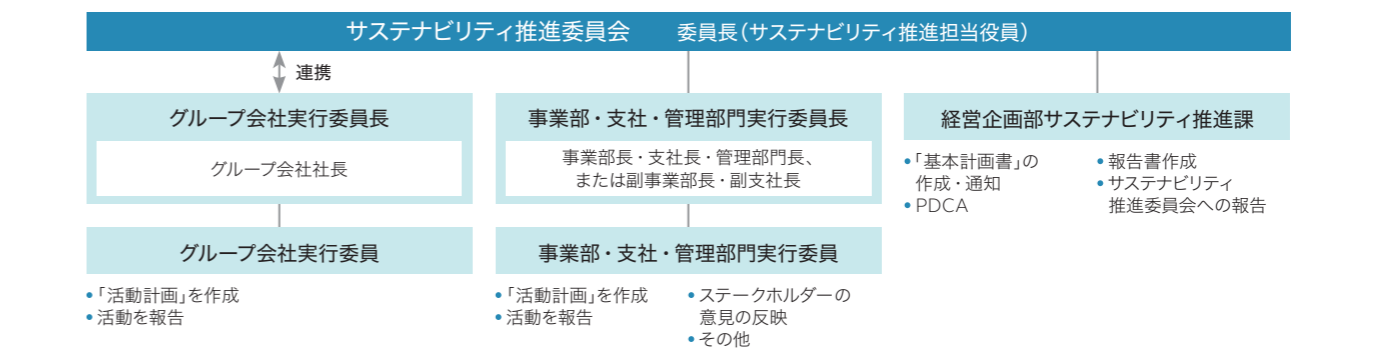 サステナビリティ推進委員会　委員長（サステナビリティ推進担当役員）
連携
グループ会社実行委員長
グループ会社社長
グループ会社実行委員
•「活動計画」を作成
• 活動を報告
事業部・支社・管理部門実行委員長
事業部長・支社長・管理部門長、
または副事業部長・副支社長
事業部・支社・管理部門実行委員
•「活動計画」を作成
• 活動を報告
• ステークホルダーの
意見の反映
• その他
経営企画部サステナビリティ推進課
•「基本計画書」の
作成・通知
• PDCA
• 報告書作成
• サステナビリティ
推進委員会への報告